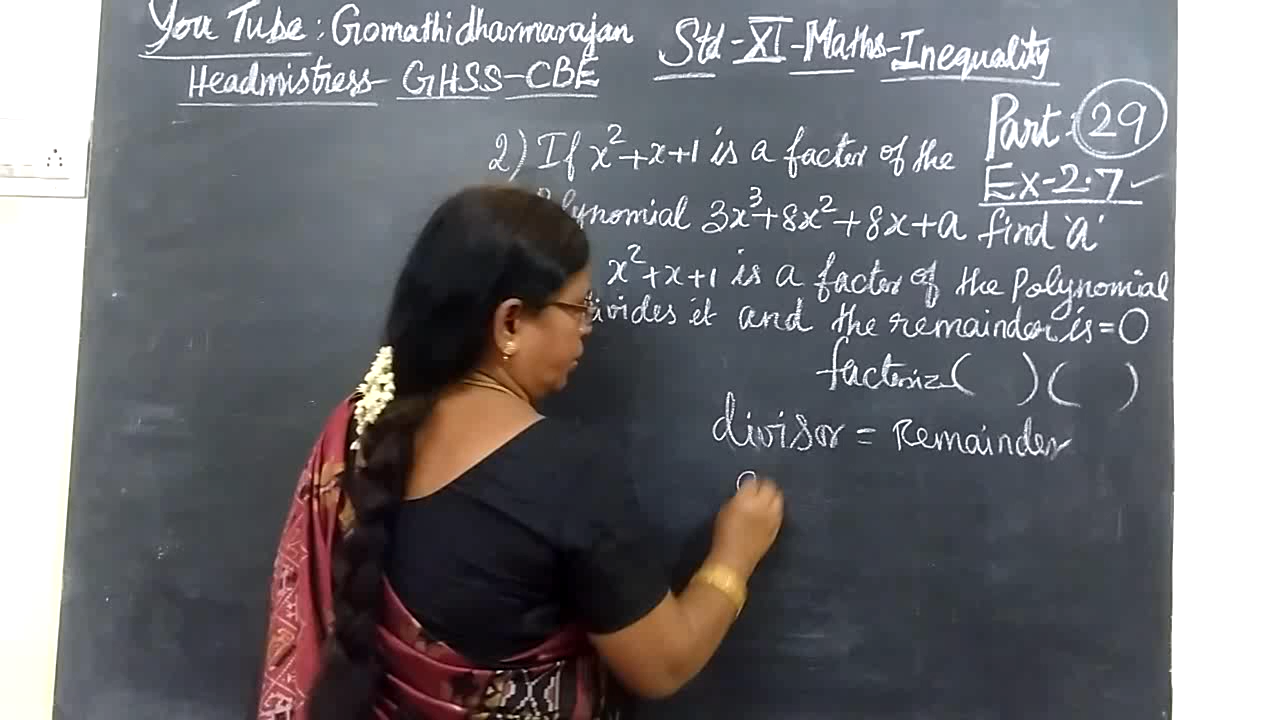 You Tube : Gomathidharmarajan
Headmistress - GHSS - CBE
Std - XI - Maths - Inequality
Part : 29
Ex - 2.7
2) If x²+x+1 is a factor of the
Polynomial 3x³+8x²+8x+a find 'a'
x²+x+1 is a factor of the Polynomial
divides it and the remainder is = 0
factorize ( ) ( )
divisor = Remainder